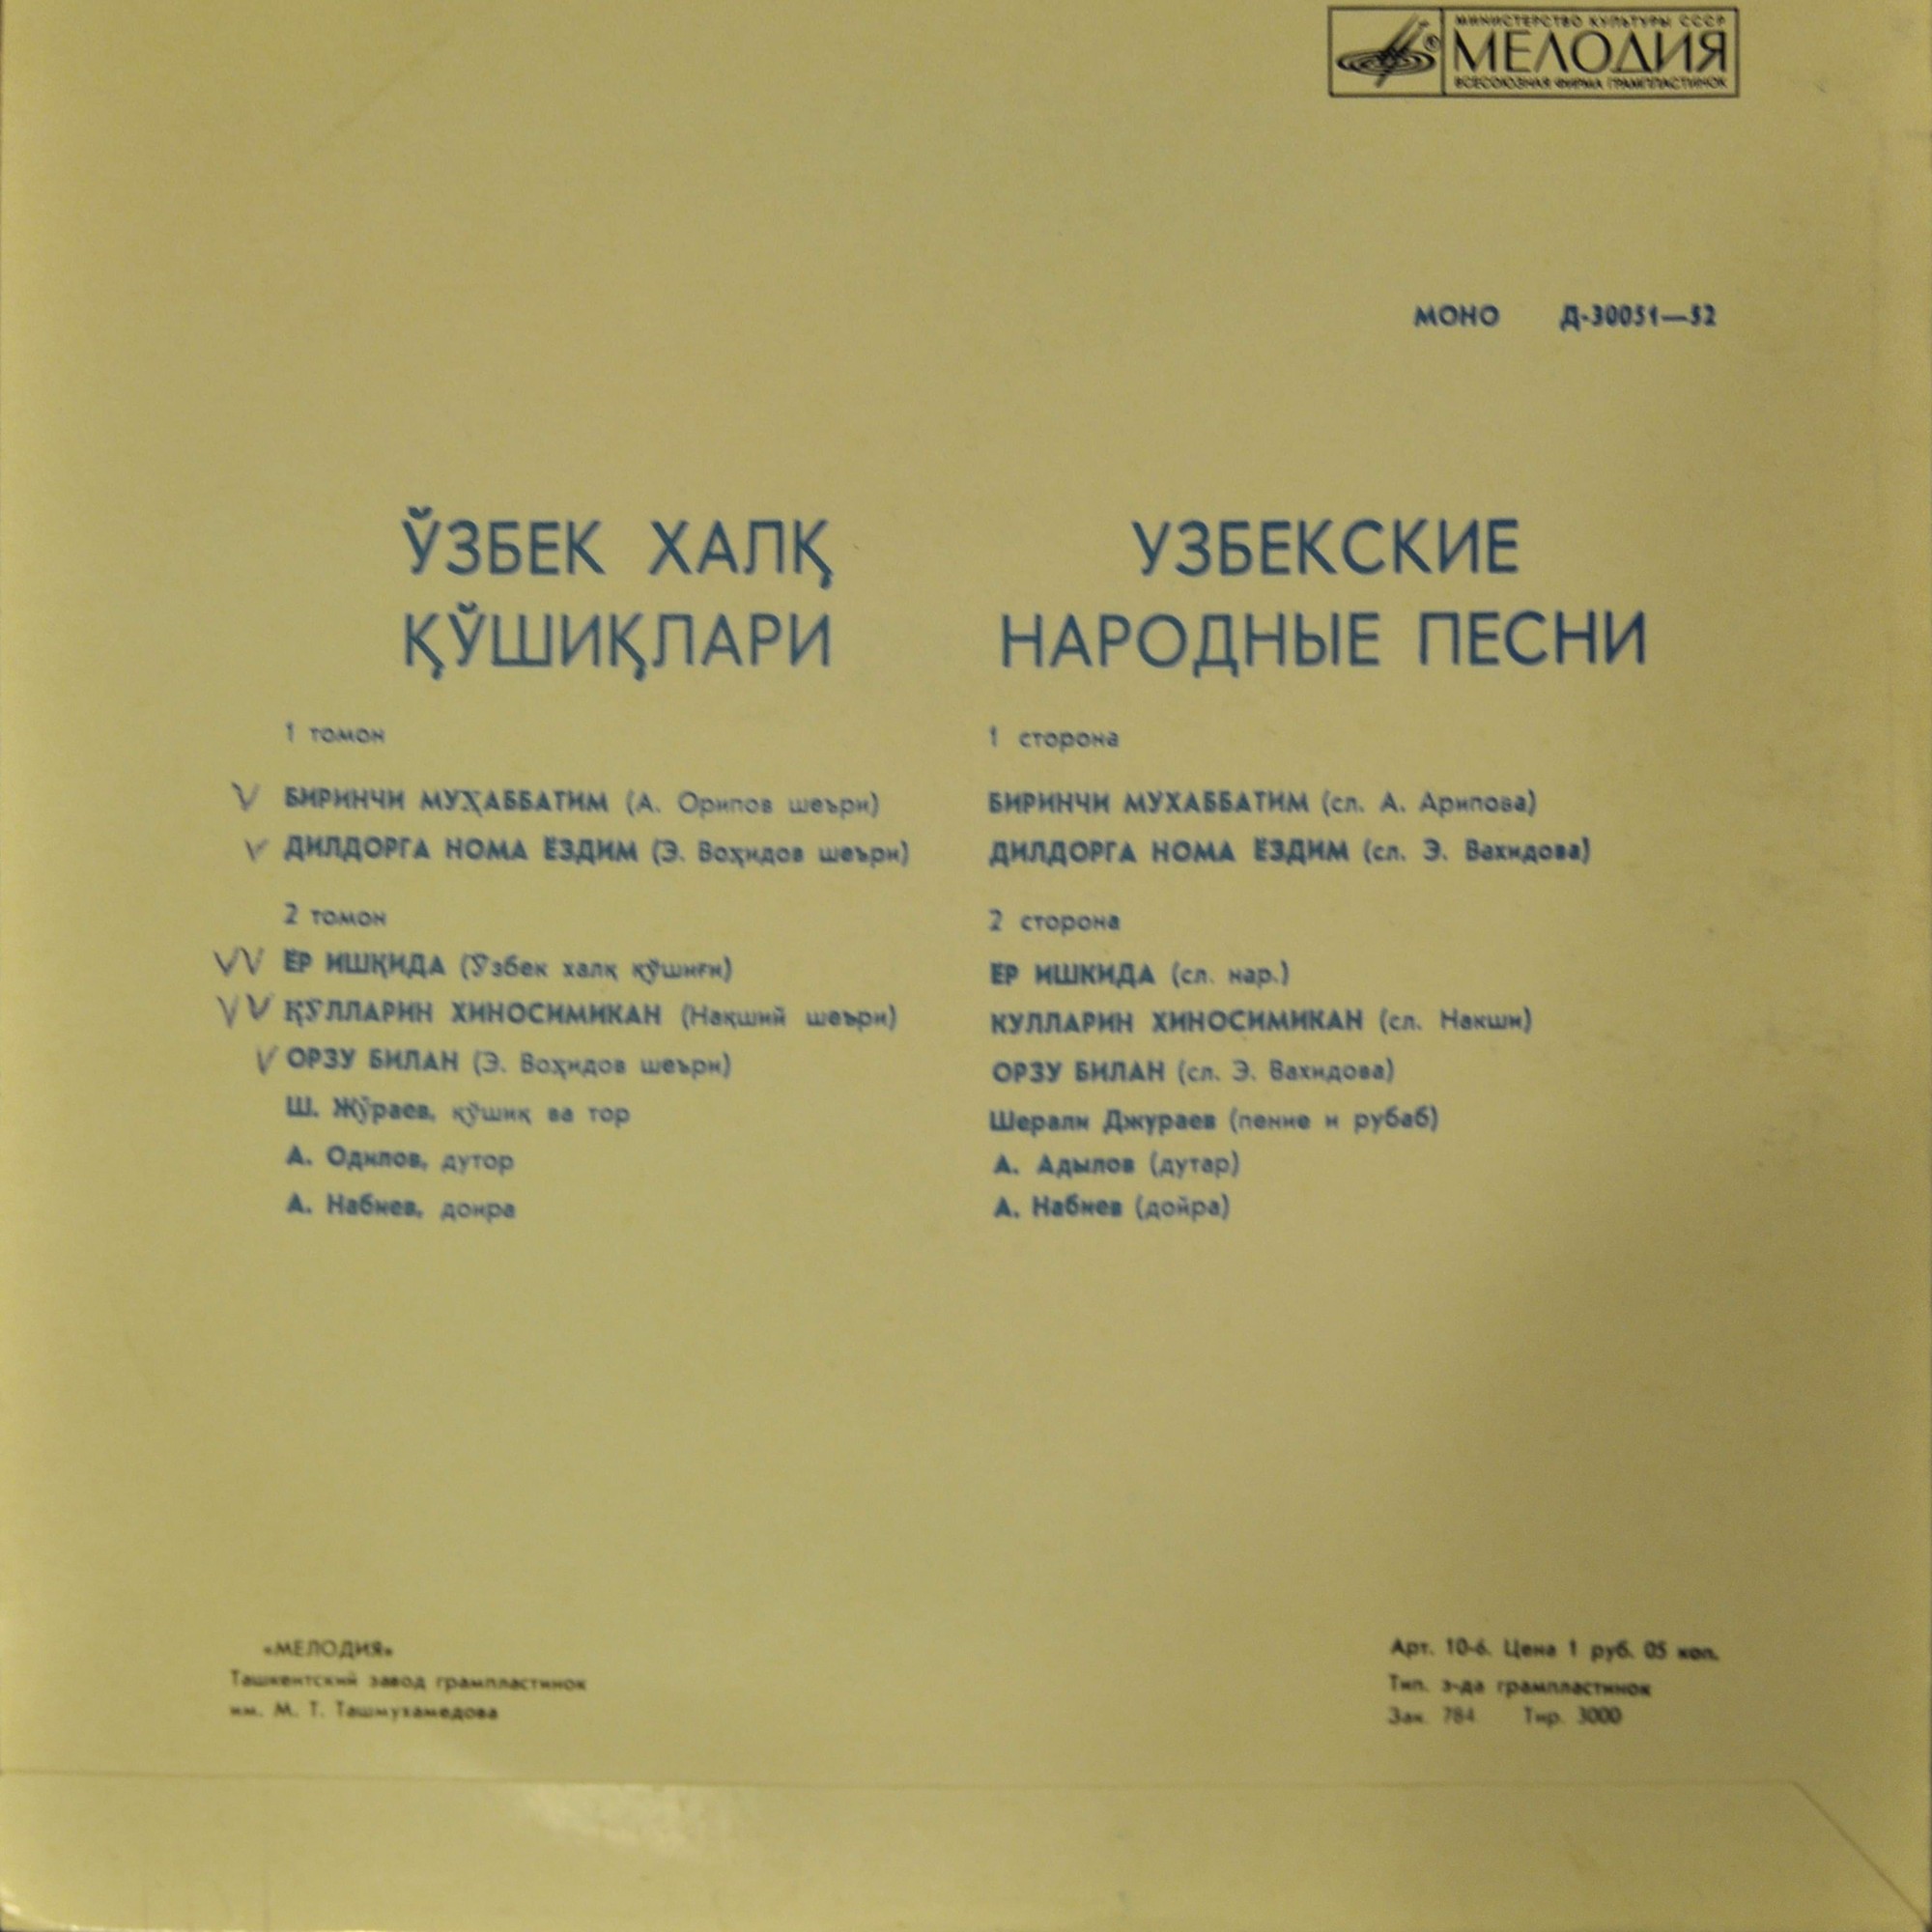 МИНИСТЕРСТВО КУЛЬТУРЫ СССР
МЕЛОДИЯ
ВСЕСОЮЗНАЯ ФИРМА ГРАМПЛАСТИНОК
МОНО Д-30051—52
ЎЗБЕК ХАЛҚ
ҚЎШИҚЛАРИ
1 томон
БИРИНЧИ МУҲАББАТИМ (А. Орипов шеъри)
ДИЛДОРГА НОМА ЁЗДИМ (Э. Воҳидов шеъри)
2 томон
ЁР ИШҚИДА (Ўзбек халқ қўшиғи)
ҚЎЛЛАРИН ХИНОСИМИКАН (Нақший шеъри)
ОРЗУ БИЛАН (Э. Воҳидов шеъри)
Ш. Жўраев, қўшиқ ва тор
А. Одилов, дутор
А. Набиев, доира
УЗБЕКСКИЕ
НАРОДНЫЕ ПЕСНИ
1 сторона
БИРИНЧИ МУХАББАТИМ (сл. А. Арипова)
ДИЛДОРГА НОМА ЁЗДИМ (сл. Э. Вахидова)
2 сторона
ЕР ИШКИДА (сл. нар.)
КУЛЛАРИН ХИНОСИМИКАН (сл. Накши)
ОРЗУ БИЛАН (сл. Э. Вахидова)
Шерали Джураев (пение и рубаб)
А. Адылов (дутар)
А. Набиев (дойра)
«МЕЛОДИЯ»
Ташкентский завод грампластинок
им. М. Т. Ташмухамедова
Арт. 10-6. Цена 1 руб. 05 коп.
Тип. з-да грампластинок
Зак. 784 Тир. 3000